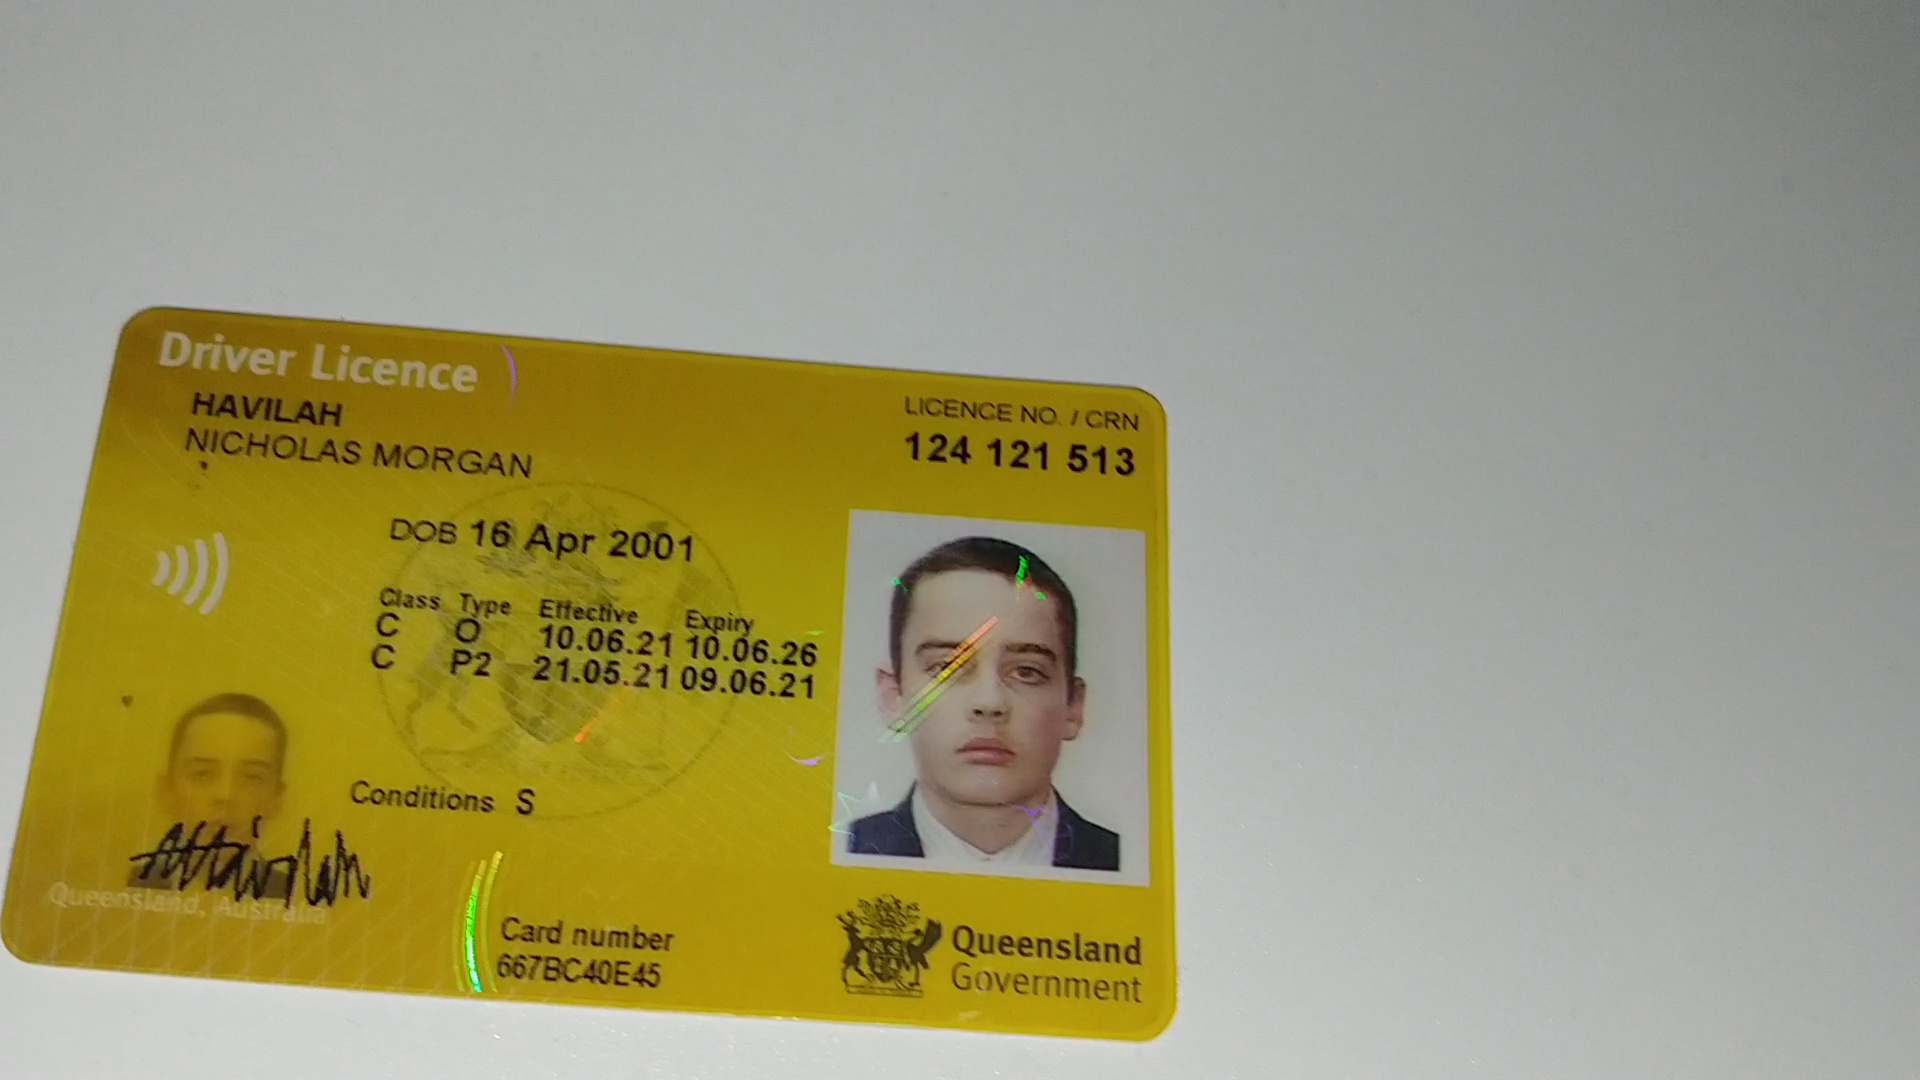 Driver Licence
HAVILAH
NICHOLAS MORGAN
LICENCE NO. / CRN
124 121 513
DOB 16 Apr 2001
Class Type Effective Expiry
C O 10.06.21 10.06.26
C P2 21.05.21 09.06.21
Conditions S
Queensland, Australia
Card number
667BC40E45
Queensland
Government